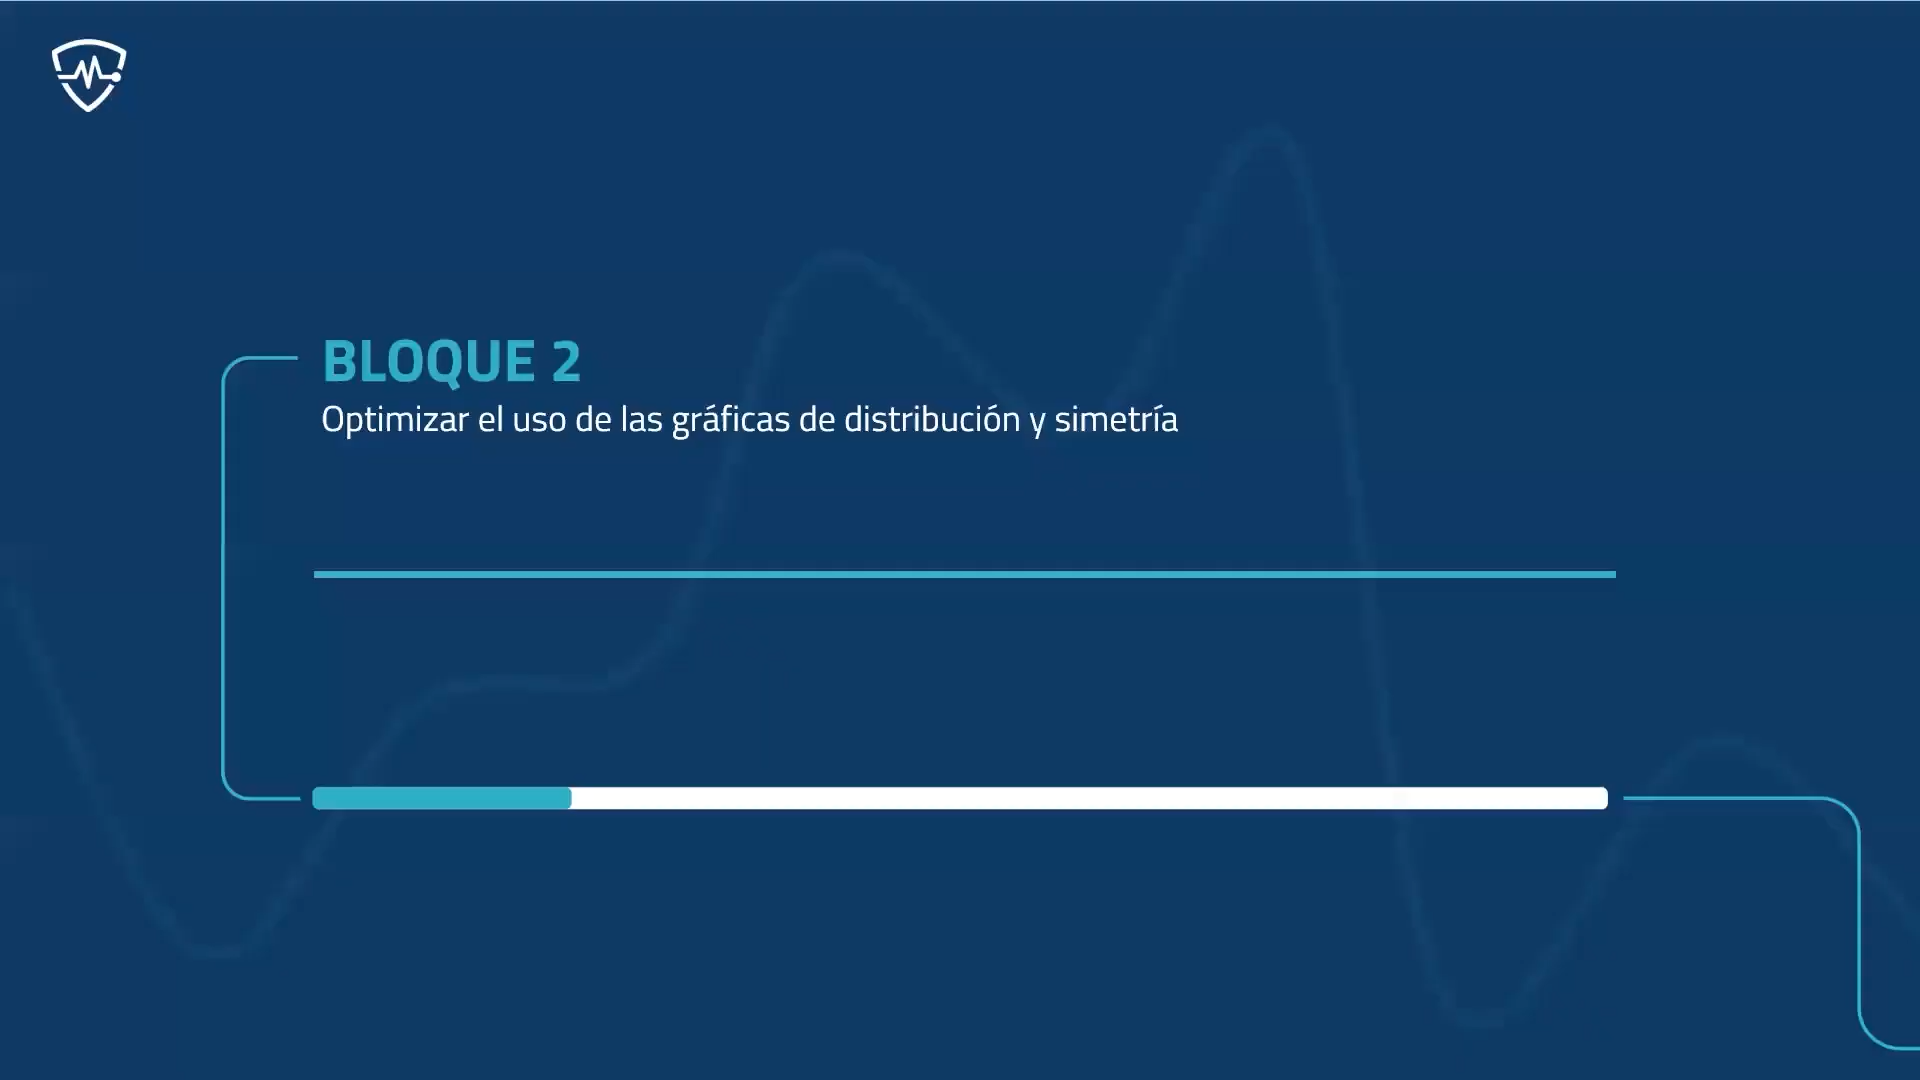 BLOQUE 2
Optimizar el uso de las gráficas de distribución y simetría